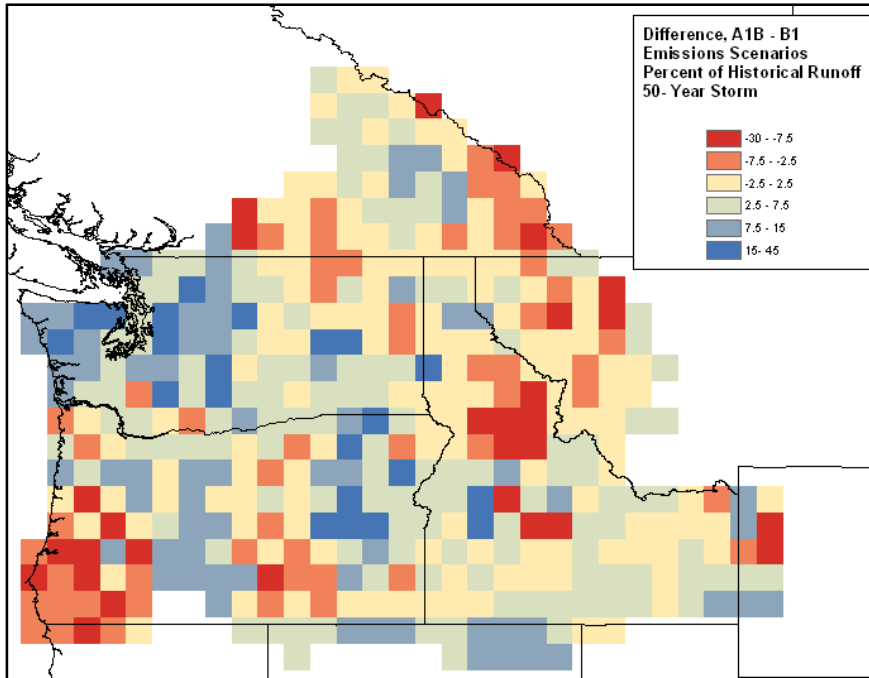 Difference, A1B - B1
Emissions Scenarios
Percent of Historical Runoff
50- Year Storm
-30 - -7.5
-7.5 - -2.5
-2.5 - 2.5
2.5 - 7.5
7.5 - 15
15- 45